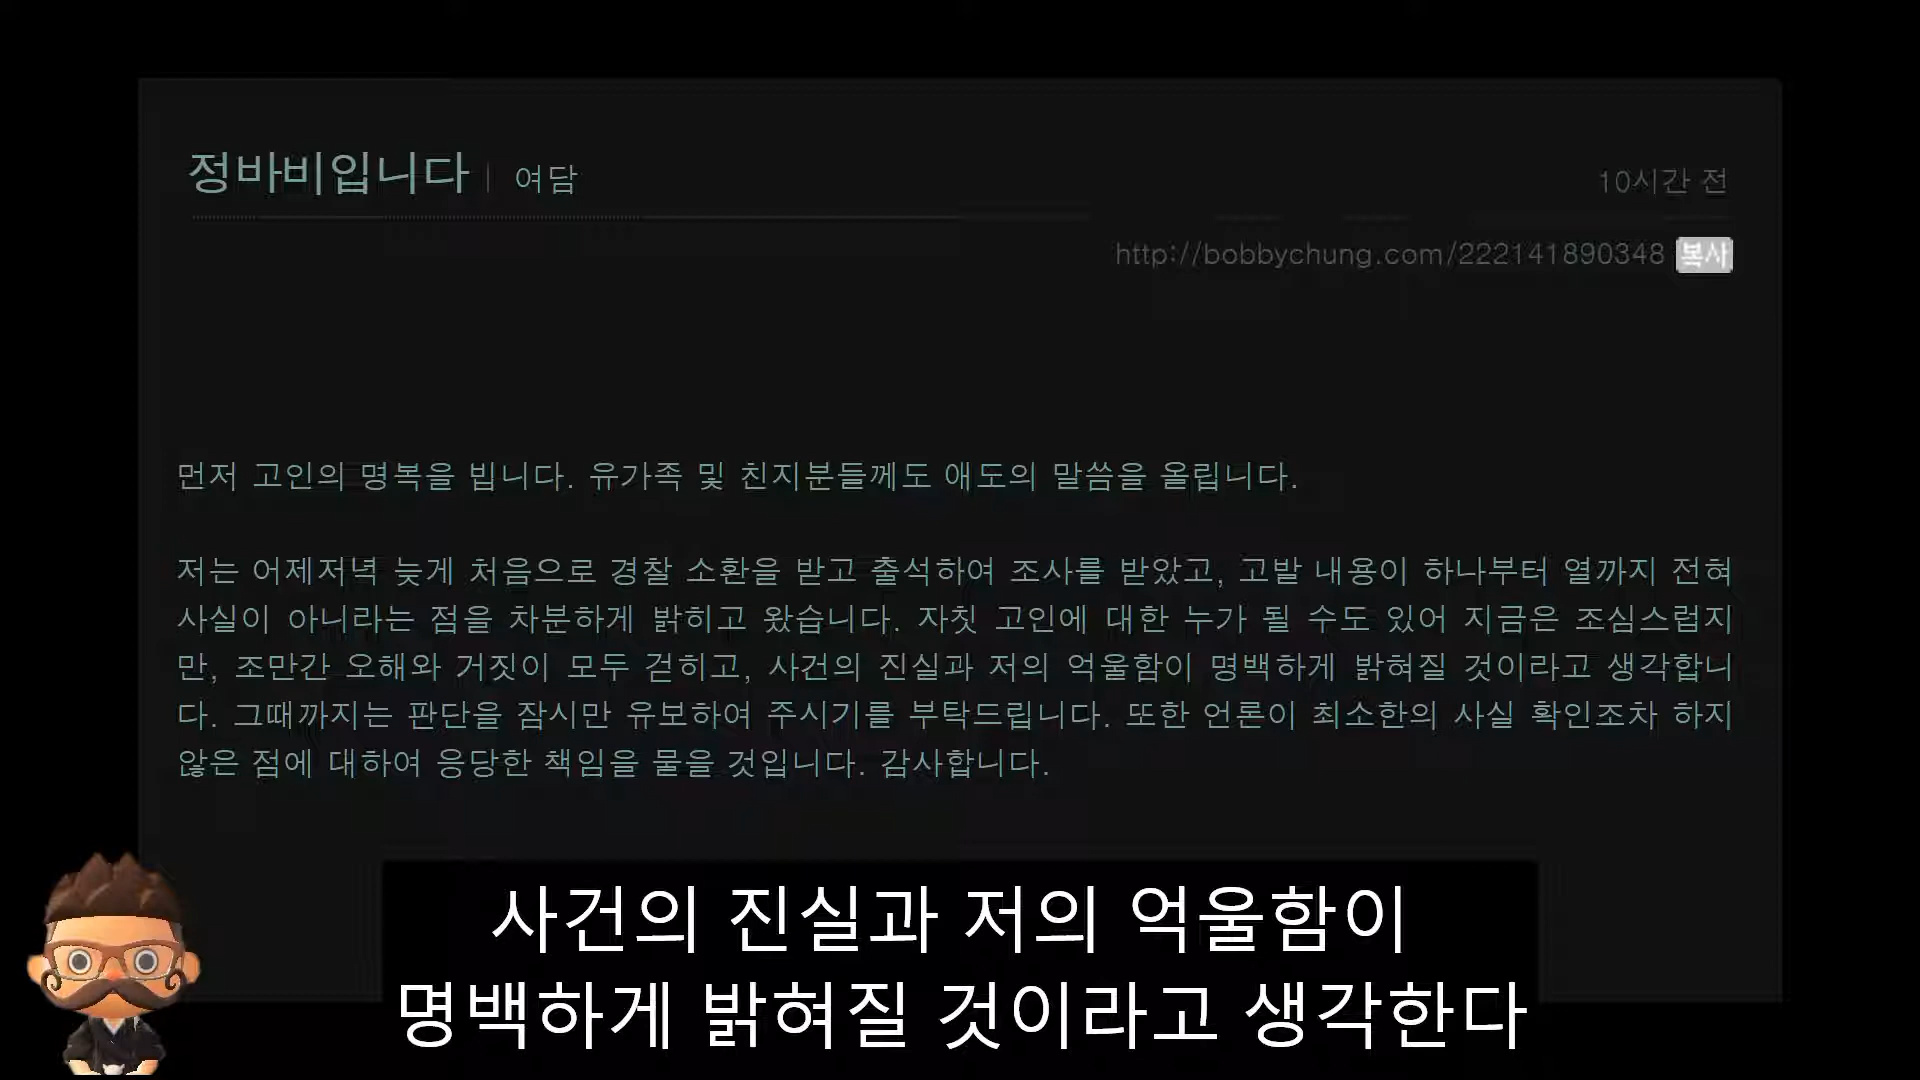 정바비입니다 | 여담
10시간 전
http://bobbychung.com/222141890348 복사
먼저 고인의 명복을 빕니다. 유가족 및 친지분들께도 애도의 말씀을 올립니다.
저는 어제저녁 늦게 처음으로 경찰 소환을 받고 출석하여 조사를 받았고, 고발 내용이 하나부터 열까지 전혀
사실이 아니라는 점을 차분하게 밝히고 왔습니다. 자칫 고인에 대한 누가 될 수도 있어 지금은 조심스럽지
만, 조만간 오해와 거짓이 모두 걷히고, 사건의 진실과 저의 억울함이 명백하게 밝혀질 것이라고 생각합니
다. 그때까지는 판단을 잠시만 유보하여 주시기를 부탁드립니다. 또한 언론이 최소한의 사실 확인조차 하지
않은 점에 대하여 응당한 책임을 물을 것입니다. 감사합니다.
사건의 진실과 저의 억울함이
명백하게 밝혀질 것이라고 생각한다